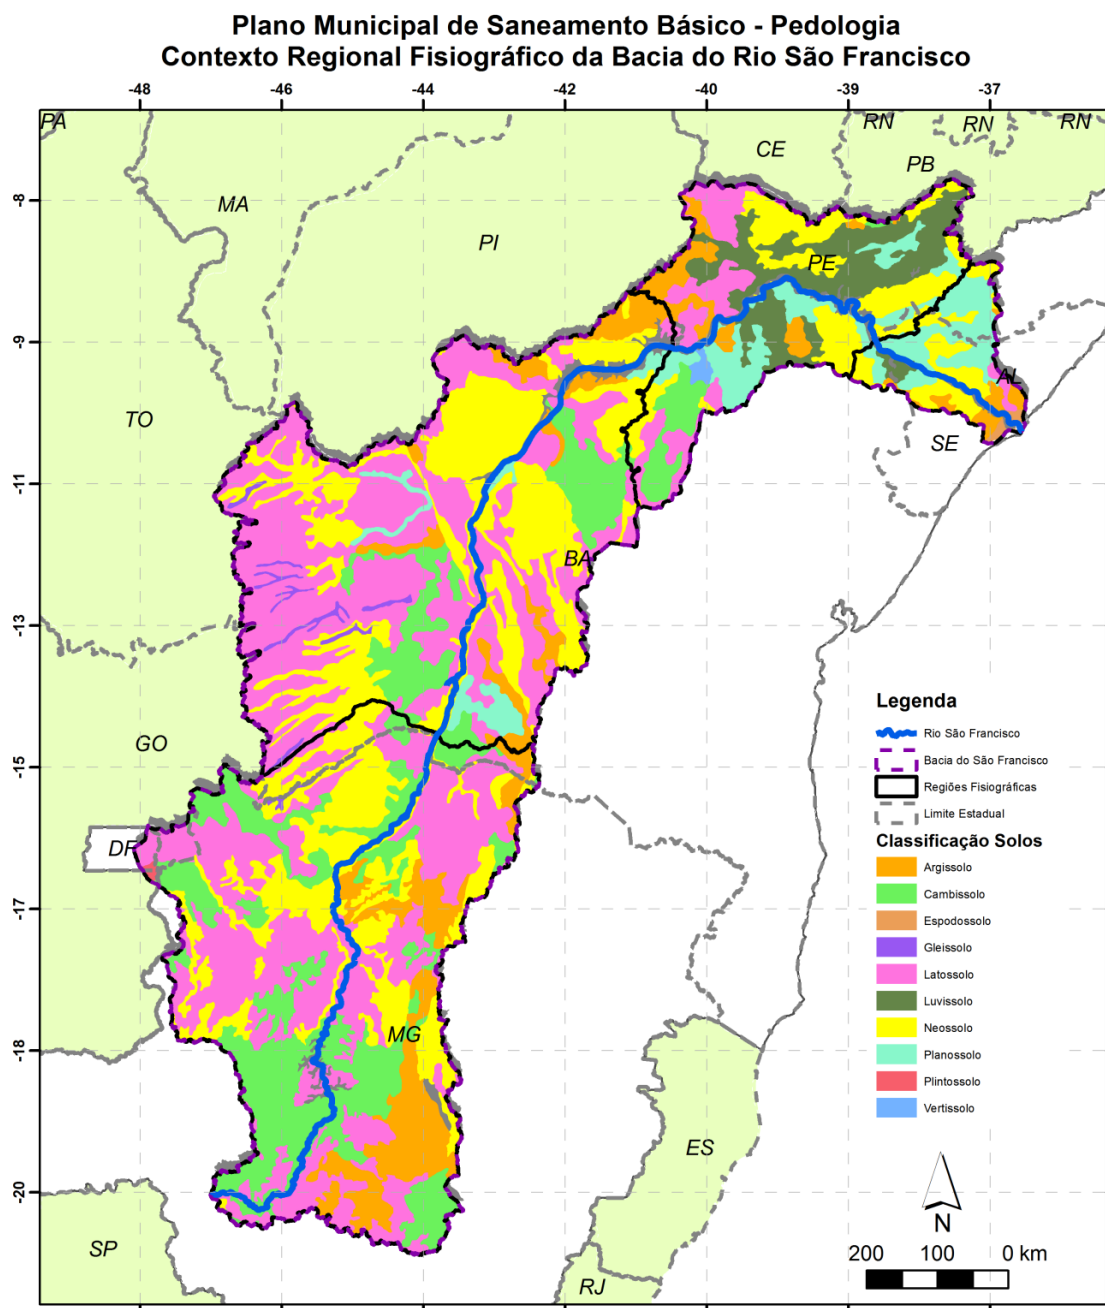 Plano Municipal de Saneamento Básico - Pedologia
Contexto Regional Fisiográfico da Bacia do Rio São Francisco
-48 -46 -44 -42 -40 -39 -37
PA
RN
RN
RN
CE
PB
-8
MA
PI
PE
-9
AL
TO
SE
-11
BA
-13
Legenda
Rio São Francisco
GO
Bacia do São Francisco
-15
Regiões Fisiográficas
Limite Estadual
Classificação Solos
DF
Argissolo
Cambissolo
-17
Espodossolo
Gleissolo
Latossolo
Luvissolo
Neossolo
MG
-18
Planossolo
Plintossolo
Vertissolo
ES
-20
N
SP
200 100 0 km
RJ